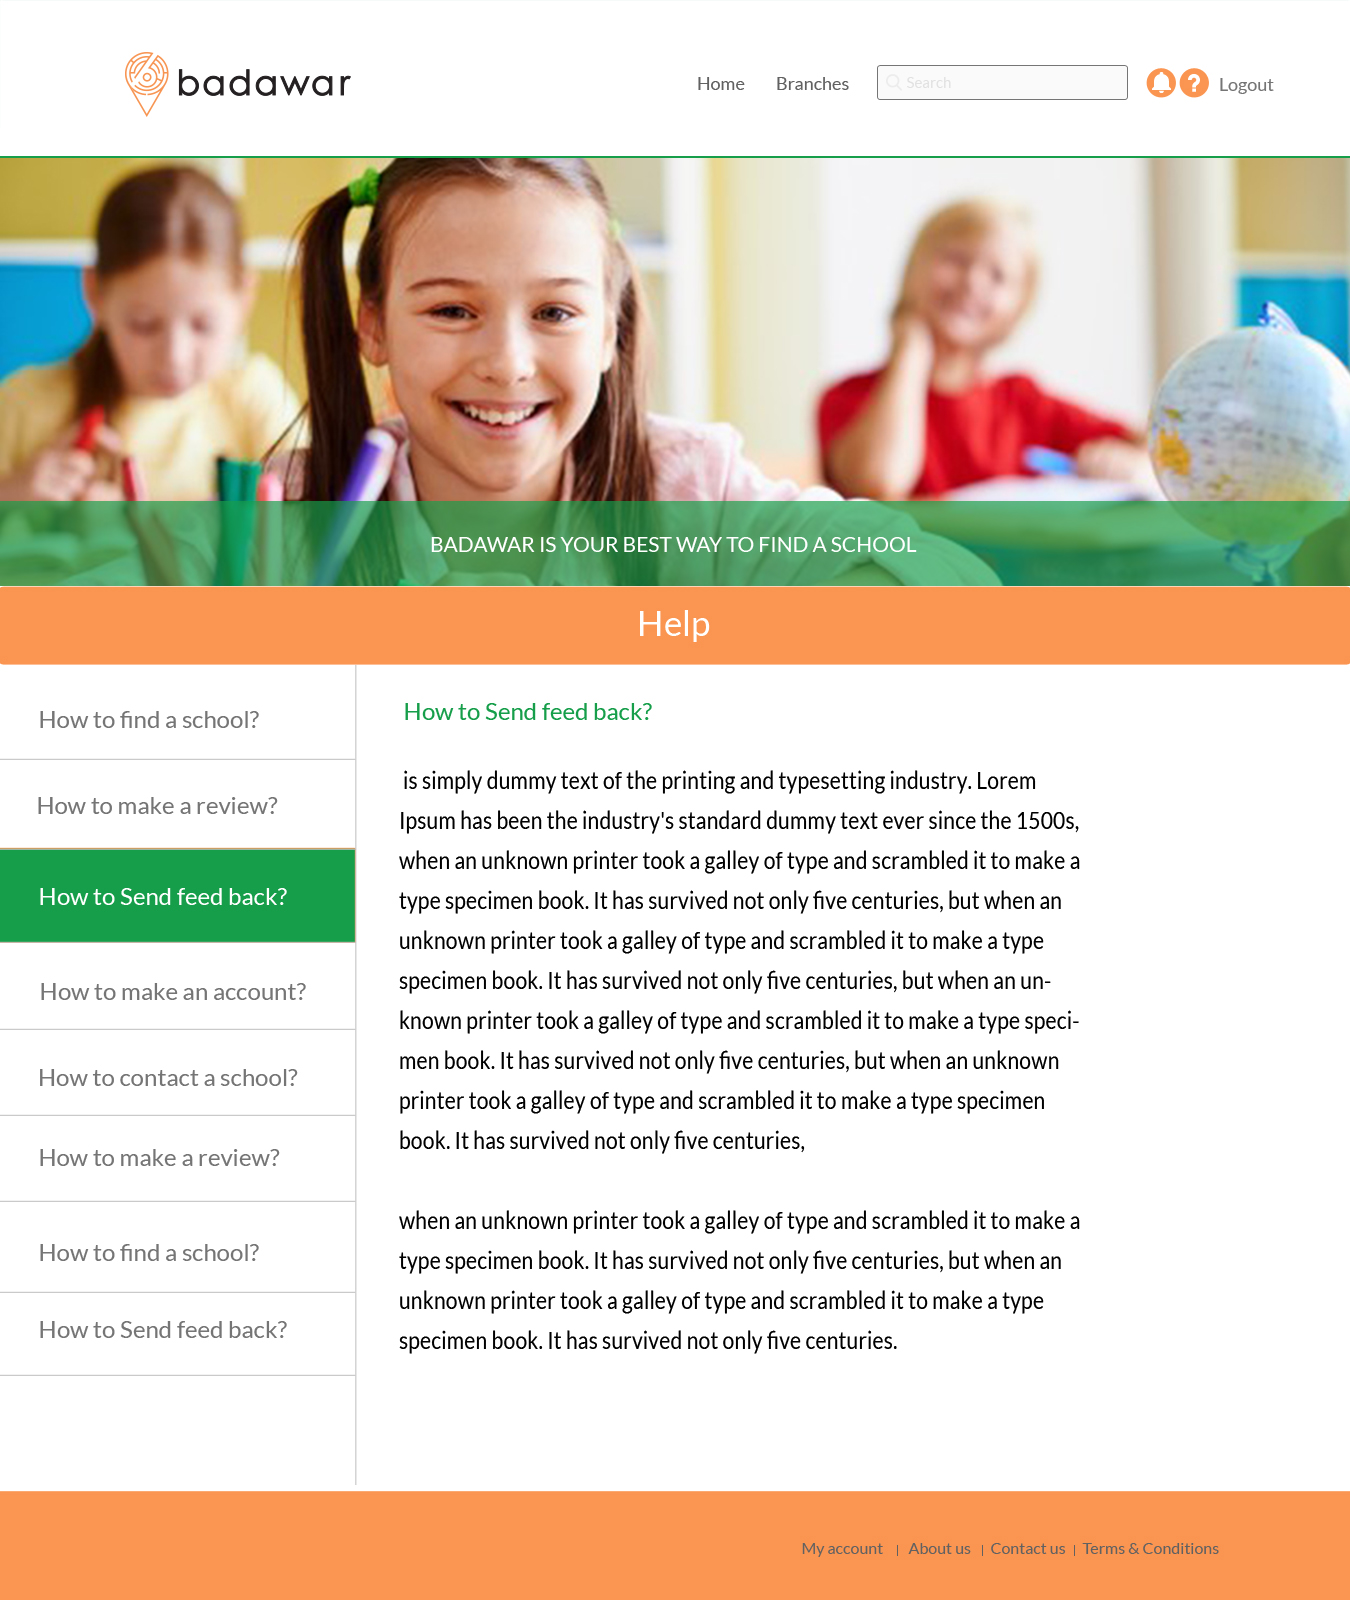 badawar
Home
Branches
Search
?
Logout
BADAWAR IS YOUR BEST WAY TO FIND A SCHOOL
Help
How to find a school?
How to make a review?
How to Send feed back?
How to make an account?
How to contact a school?
How to make a review?
How to find a school?
How to Send feed back?
How to Send feed back?
is simply dummy text of the printing and typesetting industry. Lorem
Ipsum has been the industry's standard dummy text ever since the 1500s,
when an unknown printer took a galley of type and scrambled it to make a
type specimen book. It has survived not only five centuries, but when an
unknown printer took a galley of type and scrambled it to make a type
specimen book. It has survived not only five centuries, but when an un-
known printer took a galley of type and scrambled it to make a type speci-
men book. It has survived not only five centuries, but when an unknown
printer took a galley of type and scrambled it to make a type specimen
book. It has survived not only five centuries,
when an unknown printer took a galley of type and scrambled it to make a
type specimen book. It has survived not only five centuries, but when an
unknown printer took a galley of type and scrambled it to make a type
specimen book. It has survived not only five centuries.
My account | About us | Contact us | Terms & Conditions